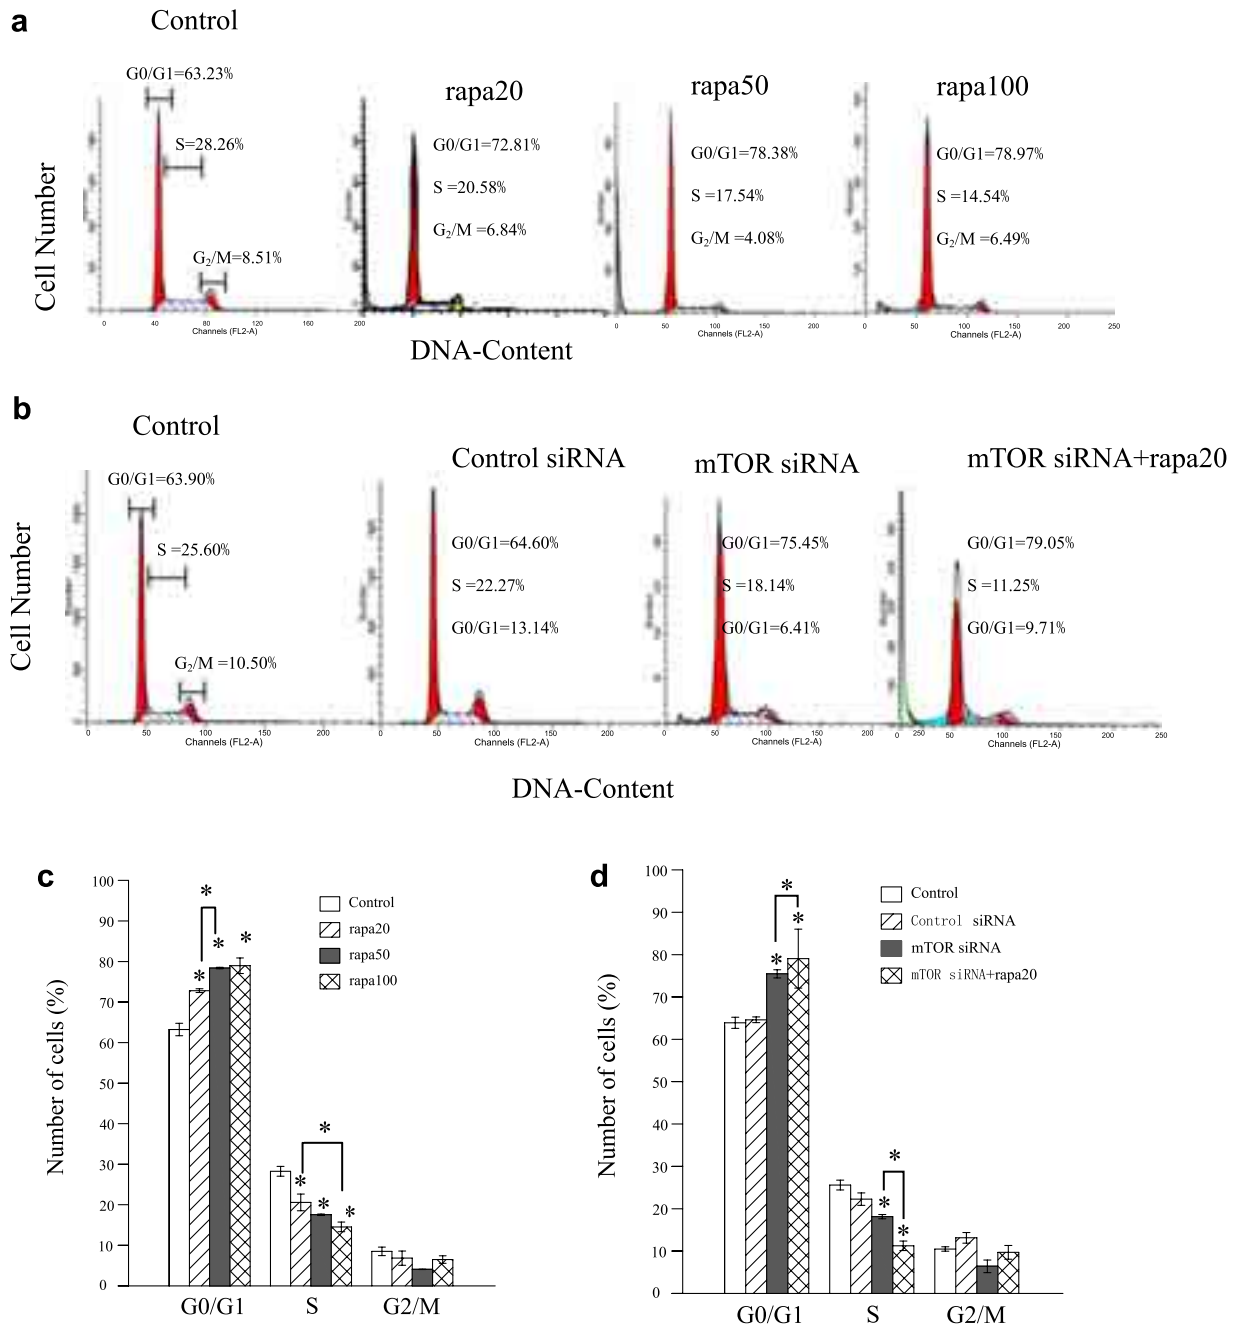 a
Control
G0/G1=63.23%
S=28.26%
G₂/M=8.51%
rapa20
G0/G1=72.81%
S =20.58%
G₂/M =6.84%
rapa50
G0/G1=78.38%
S =17.54%
G₂/M =4.08%
rapa100
G0/G1=78.97%
S =14.54%
G₂/M =6.49%
Cell Number
0 40 80 120 160 200
Channels (FL2-A)
0 50 100 150 200
Channels (FL2-A)
0 50 100 150 200 250
Channels (FL2-A)
DNA-Content
b
Control
G0/G1=63.90%
S =25.60%
G₂/M =10.50%
Control siRNA
G0/G1=64.60%
S =22.27%
G0/G1=13.14%
mTOR siRNA
G0/G1=75.45%
S =18.14%
G0/G1=6.41%
mTOR siRNA+rapa20
G0/G1=79.05%
S =11.25%
G0/G1=9.71%
Cell Number
0 50 100 150 200
Channels (FL2-A)
0 50 100 150 200
Channels (FL2-A)
0 50 100 150 200 250
Channels (FL2-A)
0 50 100 150 200 250
Channels (FL2-A)
DNA-Content
c
Number of cells (%)
100
90
80
70
60
50
40
30
20
10
0
* * * *
* * * *
Control
rapa20
rapa50
rapa100
G0/G1 S G2/M
d
Number of cells (%)
100
90
80
70
60
50
40
30
20
10
0
* * *
* * *
Control
Control siRNA
mTOR siRNA
mTOR siRNA+rapa20
G0/G1 S G2/M